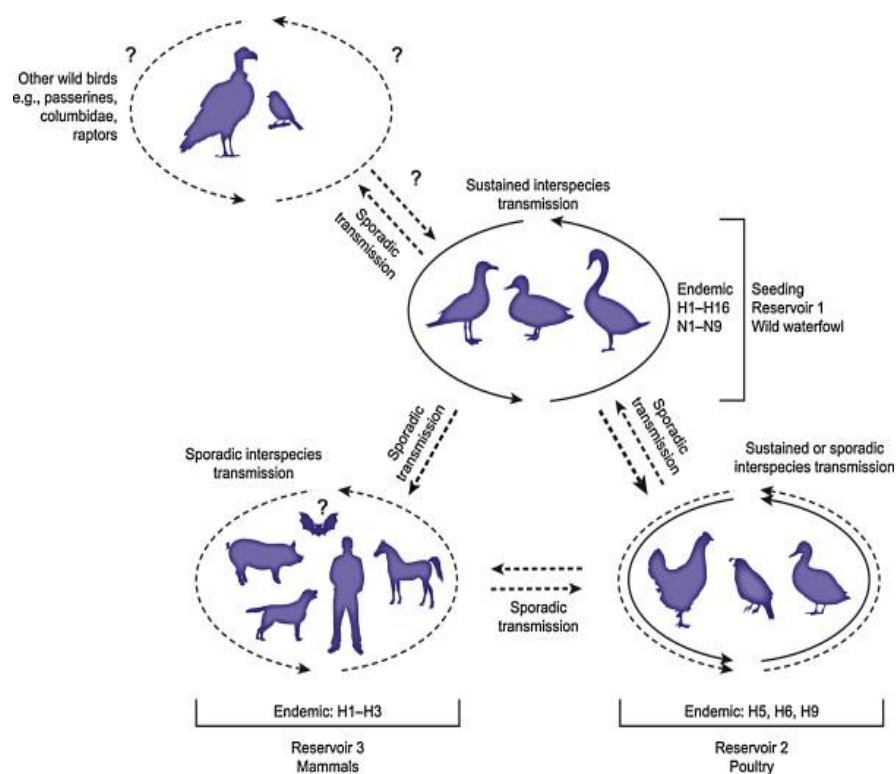 ?
?
Other wild birds
e.g., passerines,
columbidae,
raptors
?
Sporadic
transmission
Sustained interspecies
transmission
Endemic
H1–H16
N1–N9
Seeding
Reservoir 1
Wild waterfowl
Sporadic
transmission
Sporadic
transmission
Sporadic interspecies
transmission
Sustained or sporadic
interspecies transmission
?
Sporadic
transmission
Endemic: H1–H3
Endemic: H5, H6, H9
Reservoir 3
Mammals
Reservoir 2
Poultry